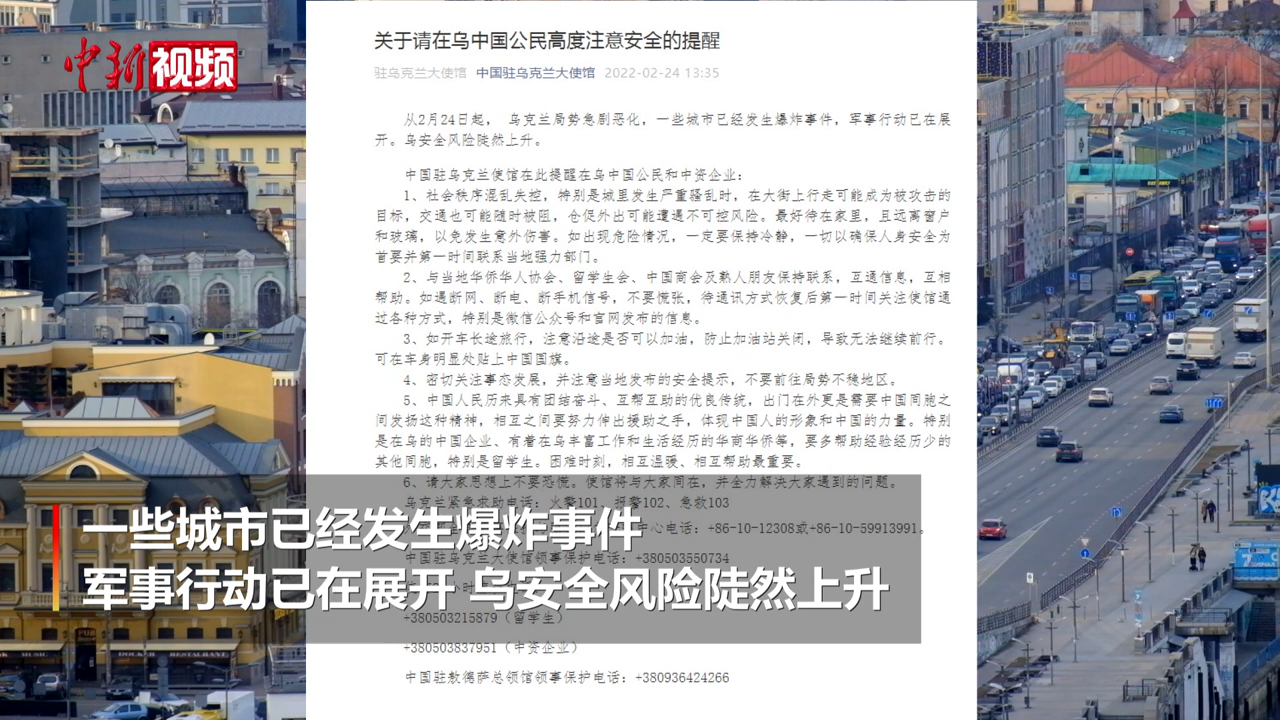 中新视频
关于请在乌中国公民高度注意安全的提醒
驻乌克兰大使馆 中国驻乌克兰大使馆 2022-02-24 13:35
从2月24日起， 乌克兰局势急剧恶化，一些城市已经发生爆炸事件，军事行动已在展
开。乌安全风险陡然上升。
中国驻乌克兰使馆在此提醒在乌中国公民和中资企业：
1、社会秩序混乱失控，特别是城里发生严重骚乱时，在大街上行走可能成为被攻击的
目标，交通也可能随时被阻，仓促外出可能遭遇不可控风险。最好待在家里，且远离窗户
和玻璃，以免发生意外伤害。如出现危险情况，一定要保持冷静，一切以确保人身安全为
首要并第一时间联系当地强力部门。
2、与当地华侨华人协会、留学生会、中国商会及熟人朋友保持联系，互通信息，互相
帮助。如遇断网、断电、断手机信号，不要慌张，待通讯方式恢复后第一时间关注使馆通
过各种方式，特别是微信公众号和官网发布的信息。
3、如开车长途旅行，注意沿途是否可以加油，防止加油站关闭，导致无法继续前行。
可在车身明显处贴上中国国旗。
4、密切关注事态发展，并注意当地发布的安全提示，不要前往局势不稳地区。
5、中国人民历来具有团结奋斗、互帮互助的优良传统，出门在外更是需要中国同胞之
间发扬这种精神，相互之间要努力伸出援助之手，体现中国人的形象和中国的力量。特别
是在乌的中国企业、有着在乌丰富工作和生活经历的华商华侨等，要多帮助经验经历少的
其他同胞，特别是留学生。困难时刻，相互温暖、相互帮助最重要。
6、请大家思想上不要恐慌。使馆将与大家同在，并全力解决大家遇到的问题。
乌克兰紧急求助电话：火警101，报警102、急救103
中心电话：+86-10-12308或+86-10-59913991。
一些城市已经发生爆炸事件
中国驻乌克兰大使馆领事保护电话：+380503550734
军事行动已在展开 乌安全风险陡然上升
+380503215879（留学生）
+380503837951（中资企业）
中国驻敖德萨总领馆领事保护电话：+380936424266
PUB
MUSIC
DOCKER RESTAURANT